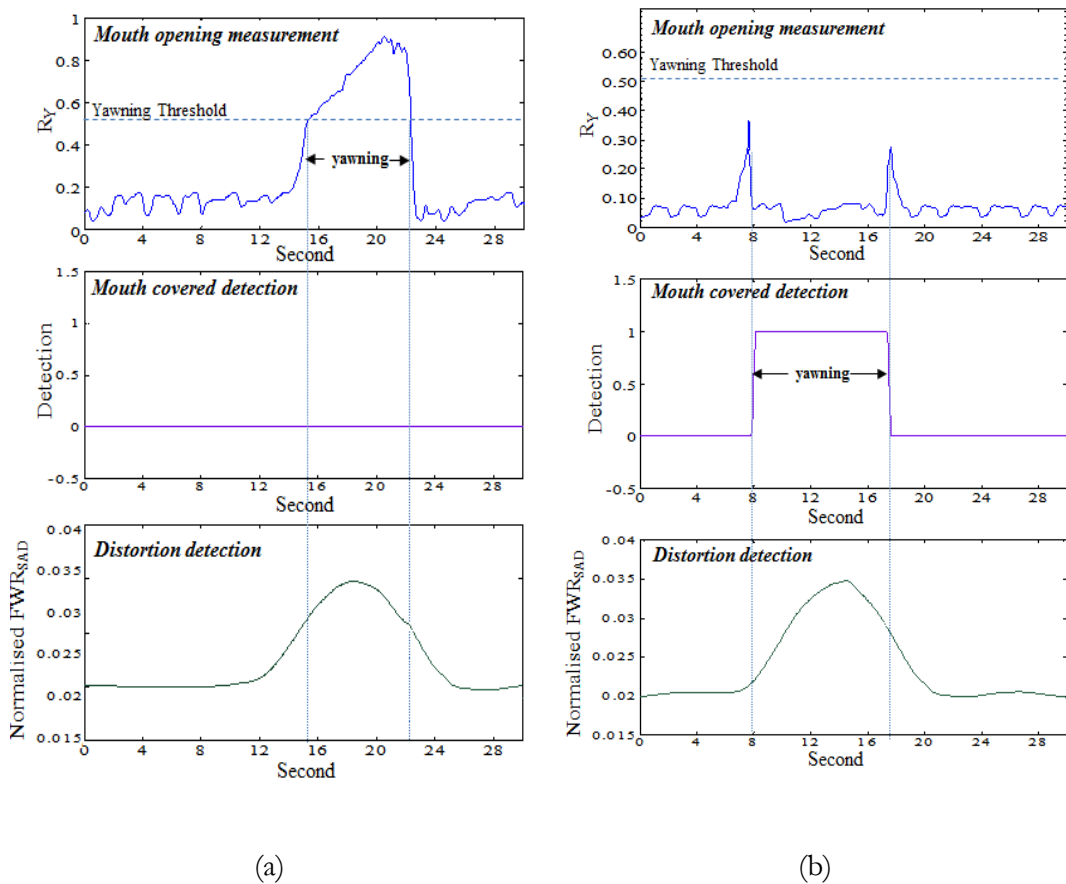 Mouth opening measurement
1
0.8
0.6
0.4
0.2
0
R_Y
Yawning Threshold
yawning
0 4 8 12 16 20 24 28
Second
Mouth covered detection
1.5
1
0.5
0
-0.5
Detection
0 4 8 12 16 20 24 28
Second
Distortion detection
0.04
0.035
0.03
0.025
0.02
0.015
Normalised FWR_SAD
0 4 8 12 16 20 24 28
Second
(a)
Mouth opening measurement
0.60
0.50
0.40
0.30
0.20
0.10
0
R_Y
Yawning Threshold
0 4 8 12 16 20 24 28
Second
Mouth covered detection
1.5
1
0.5
0
-0.5
Detection
yawning
0 4 8 12 16 20 24 28
Second
Distortion detection
0.04
0.035
0.03
0.025
0.02
0.015
Normalised FWR_SAD
0 4 8 12 16 20 24 28
Second
(b)